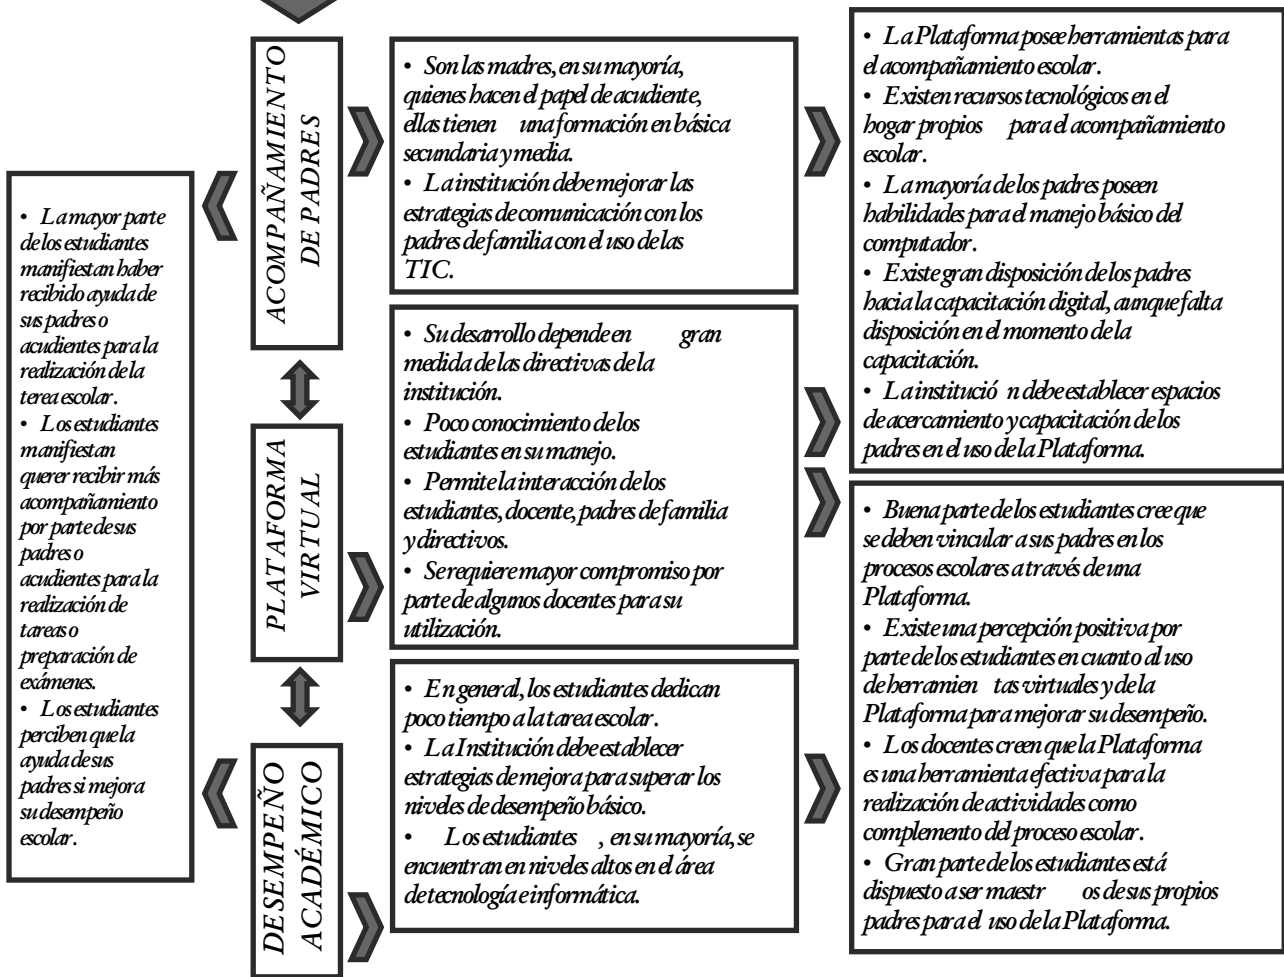 • La mayor parte
de los estudiantes
manifiestan haber
recibido ayuda de
sus padres o
acudientes para la
realización de la
terea escolar.
• Los estudiantes
manifiestan
querer recibir más
acompañamiento
por parte de sus
padres o
acudientes para la
realización de
tareas o
preparación de
exámenes.
• Los estudiantes
perciben que la
ayuda de sus
padres si mejora
su desempeño
escolar.
ACOMPAÑAMIENTO
DE PADRES
• Son las madres, en su mayoría,
quienes hacen el papel de acudiente,
ellas tienen una formación en básica
secundaria y media.
• La institución debe mejorar las
estrategias de comunicación con los
padres de familia con el uso de las
TIC.
PLATAFORMA
VIRTUAL
• Su desarrollo depende en gran
medida de las directivas de la
institución.
• Poco conocimiento de los
estudiantes en su manejo.
• Permite la interacción de los
estudiantes, docente, padres de familia
y directivos.
• Se requiere mayor compromiso por
parte de algunos docentes para su
utilización.
DESEMPEÑO
ACADÈMICO
• En general, los estudiantes dedican
poco tiempo a la tarea escolar.
• La Institución debe establecer
estrategias de mejora para superar los
niveles de desempeño básico.
• Los estudiantes , en su mayoría, se
encuentran en niveles altos en el área
de tecnología e informática.
• La Plataforma posee herramientas para
el acompañamiento escolar.
• Existen recursos tecnológicos en el
hogar propios para el acompañamiento
escolar.
• La mayoría de los padres poseen
habilidades para el manejo básico del
computador.
• Existe gran disposición de los padres
hacia la capacitación digital, aunque falta
disposición en el momento de la
capacitación.
• La institució n debe establecer espacios
de acercamiento y capacitación de los
padres en el uso de la Plataforma.
• Buena parte de los estudiantes cree que
se deben vincular a sus padres en los
procesos escolares a través de una
Plataforma.
• Existe una percepción positiva por
parte de los estudiantes en cuanto al uso
de herramien tas virtuales y de la
Plataforma para mejorar su desempeño.
• Los docentes creen que la Plataforma
es una herramienta efectiva para la
realización de actividades como
complemento del proceso escolar.
• Gran parte de los estudiantes está
dispuesto a ser maestr os de sus propios
padres para el uso de la Plataforma.